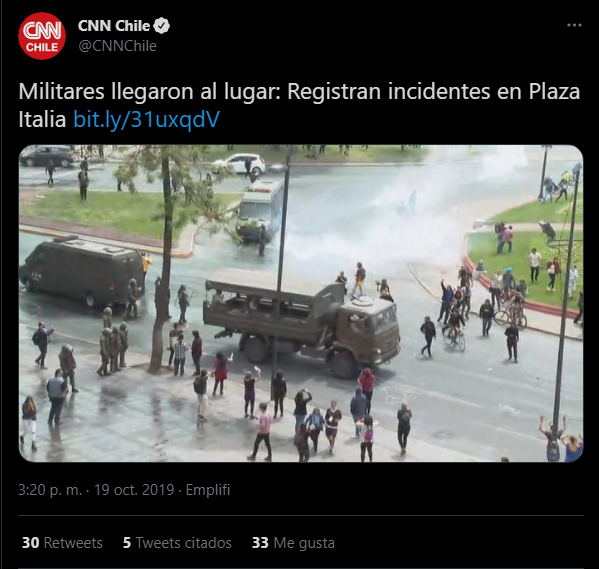 CNN
CHILE
CNN Chile
@CNNChile
Militares llegaron al lugar: Registran incidentes en Plaza
Italia bit.ly/31uxqdV
3:20 p. m. · 19 oct. 2019 · Emplifi
30 Retweets 5 Tweets citados 33 Me gusta